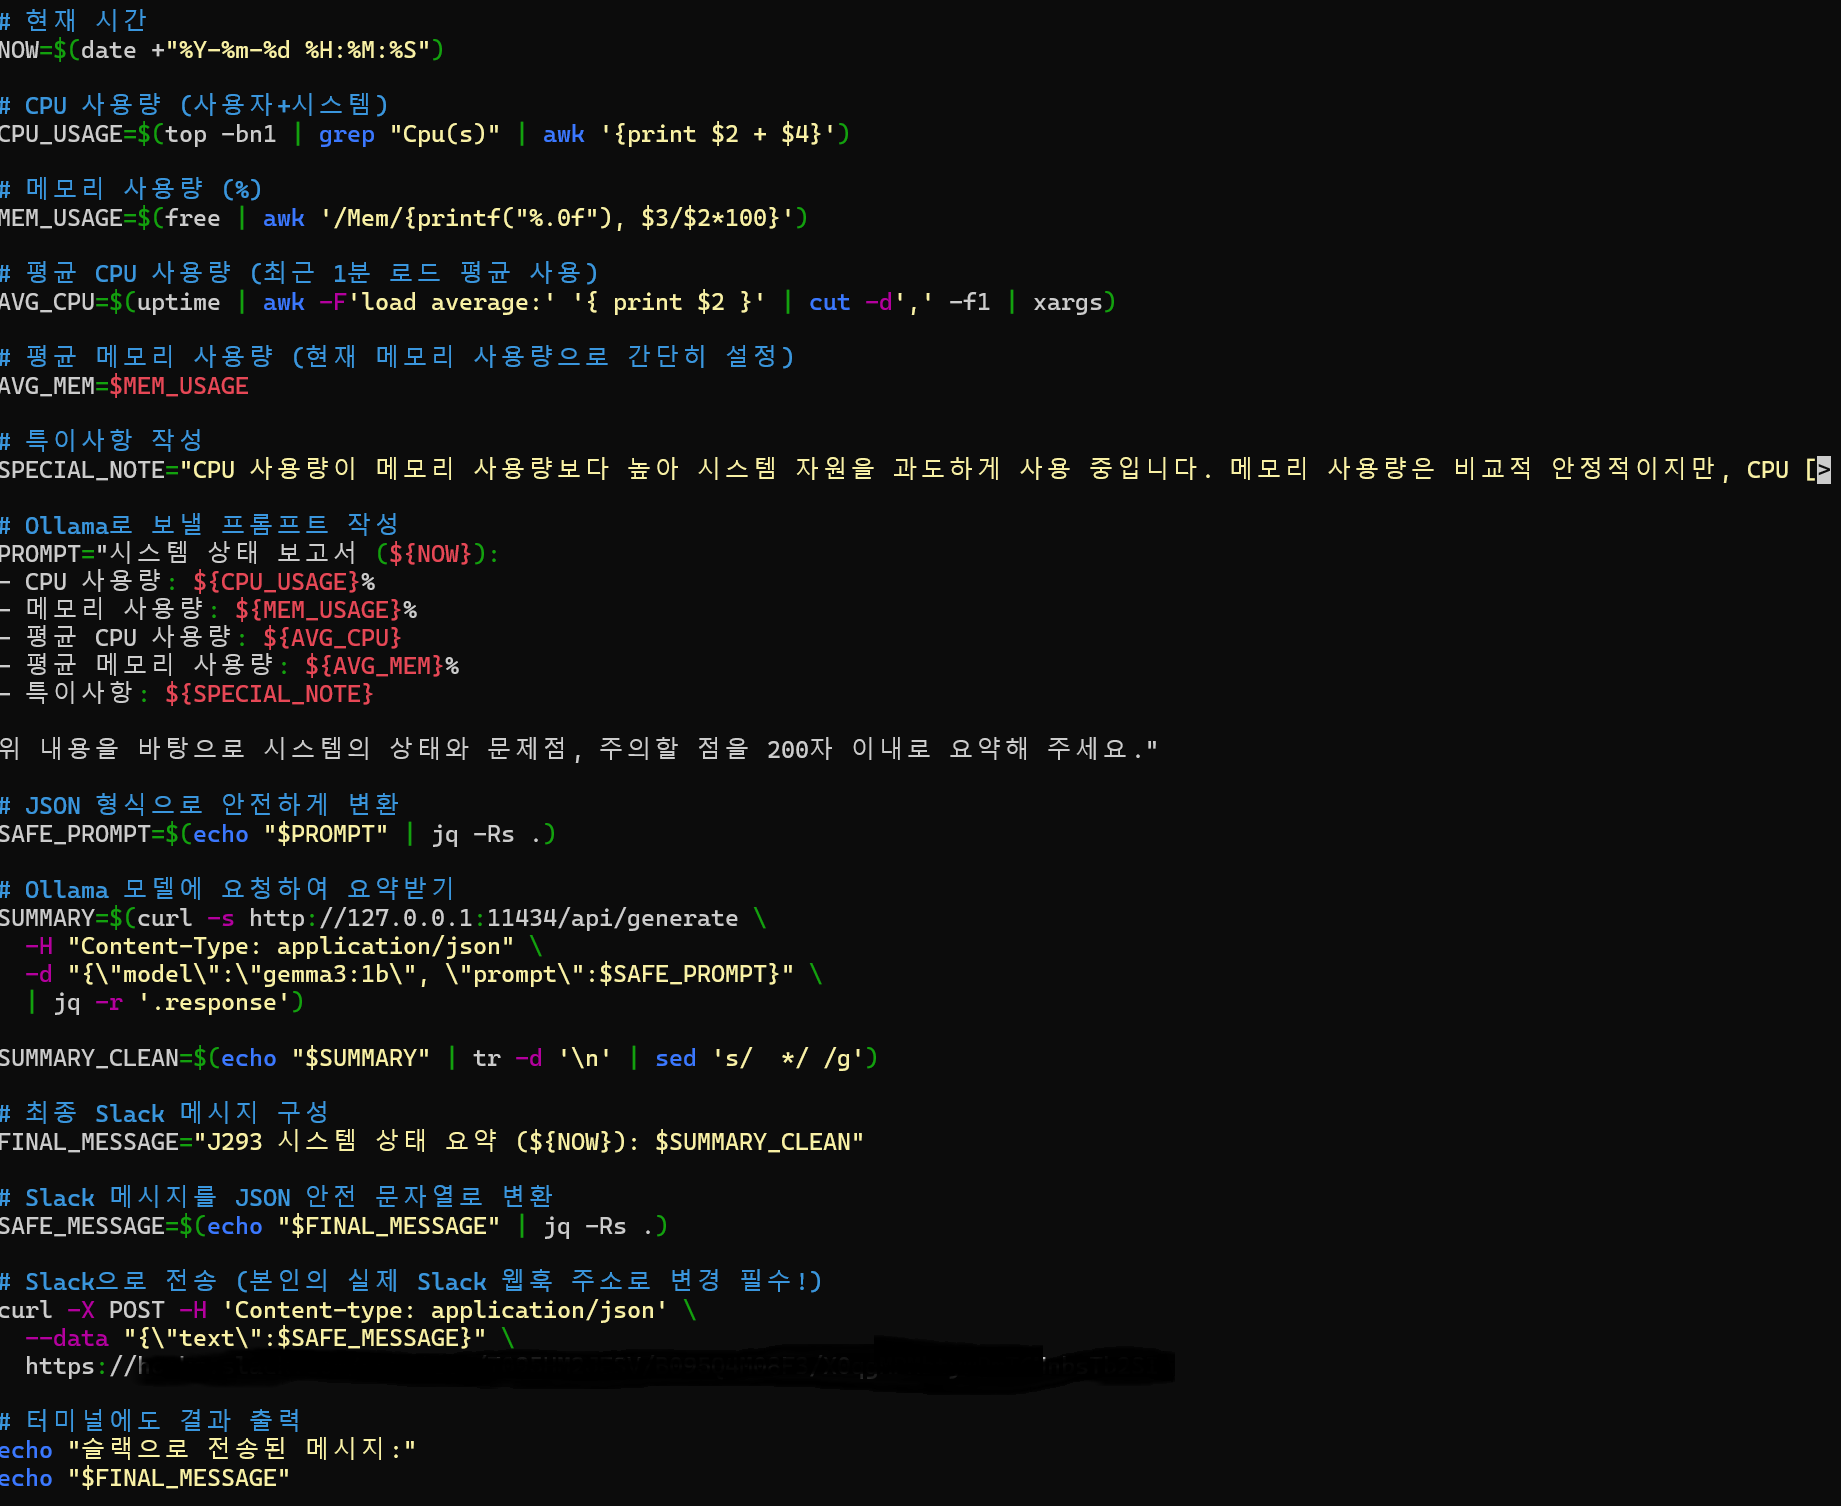 # 현재 시간
NOW=$(date +"%Y-%m-%d %H:%M:%S")
# CPU 사용량 (사용자+시스템)
CPU_USAGE=$(top -bn1 | grep "Cpu(s)" | awk '{print $2 + $4}')
# 메모리 사용량 (%)
MEM_USAGE=$(free | awk '/Mem/{printf("%.0f"), $3/$2*100}')
# 평균 CPU 사용량 (최근 1분 로드 평균 사용)
AVG_CPU=$(uptime | awk -F'load average:' '{ print $2 }' | cut -d',' -f1 | xargs)
# 평균 메모리 사용량 (현재 메모리 사용량으로 간단히 설정)
AVG_MEM=$MEM_USAGE
# 특이사항 작성
SPECIAL_NOTE="CPU 사용량이 메모리 사용량보다 높아 시스템 자원을 과도하게 사용 중입니다. 메모리 사용량은 비교적 안정적이지만, CPU [>
# Ollama로 보낼 프롬프트 작성
PROMPT="시스템 상태 보고서 (${NOW}):
- CPU 사용량: ${CPU_USAGE}%
- 메모리 사용량: ${MEM_USAGE}%
- 평균 CPU 사용량: ${AVG_CPU}
- 평균 메모리 사용량: ${AVG_MEM}%
- 특이사항: ${SPECIAL_NOTE}
위 내용을 바탕으로 시스템의 상태와 문제점, 주의할 점을 200자 이내로 요약해 주세요."
# JSON 형식으로 안전하게 변환
SAFE_PROMPT=$(echo "$PROMPT" | jq -Rs .)
# Ollama 모델에 요청하여 요약받기
SUMMARY=$(curl -s http://127.0.0.1:11434/api/generate \
-H "Content-Type: application/json" \
-d "{\"model\":\"gemma3:1b\", \"prompt\":$SAFE_PROMPT}" \
| jq -r '.response')
SUMMARY_CLEAN=$(echo "$SUMMARY" | tr -d '\n' | sed 's/  */ /g')
# 최종 Slack 메시지 구성
FINAL_MESSAGE="J293 시스템 상태 요약 (${NOW}): $SUMMARY_CLEAN"
# Slack 메시지를 JSON 안전 문자열로 변환
SAFE_MESSAGE=$(echo "$FINAL_MESSAGE" | jq -Rs .)
# Slack으로 전송 (본인의 실제 Slack 웹훅 주소로 변경 필수!)
curl -X POST -H 'Content-type: application/json' \
--data "{\"text\":$SAFE_MESSAGE}" \
https://
# 터미널에도 결과 출력
echo "슬랙으로 전송된 메시지:"
echo "$FINAL_MESSAGE"